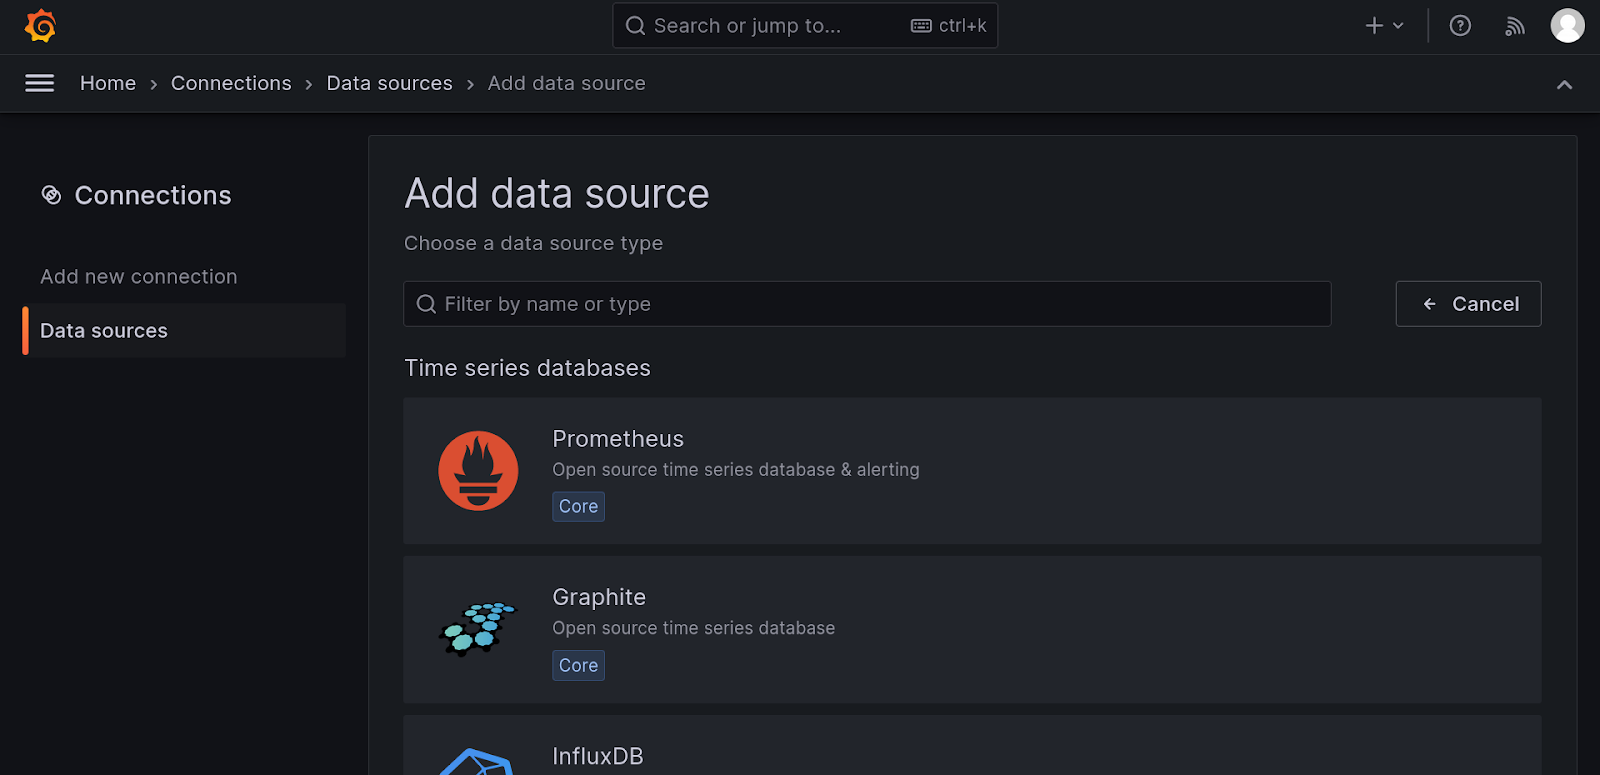 Search or jump to... ctrl+k
Home › Connections › Data sources › Add data source
Connections
Add new connection
Data sources
Add data source
Choose a data source type
Filter by name or type
Cancel
Time series databases
Prometheus
Open source time series database & alerting
Core
Graphite
Open source time series database
Core
InfluxDB